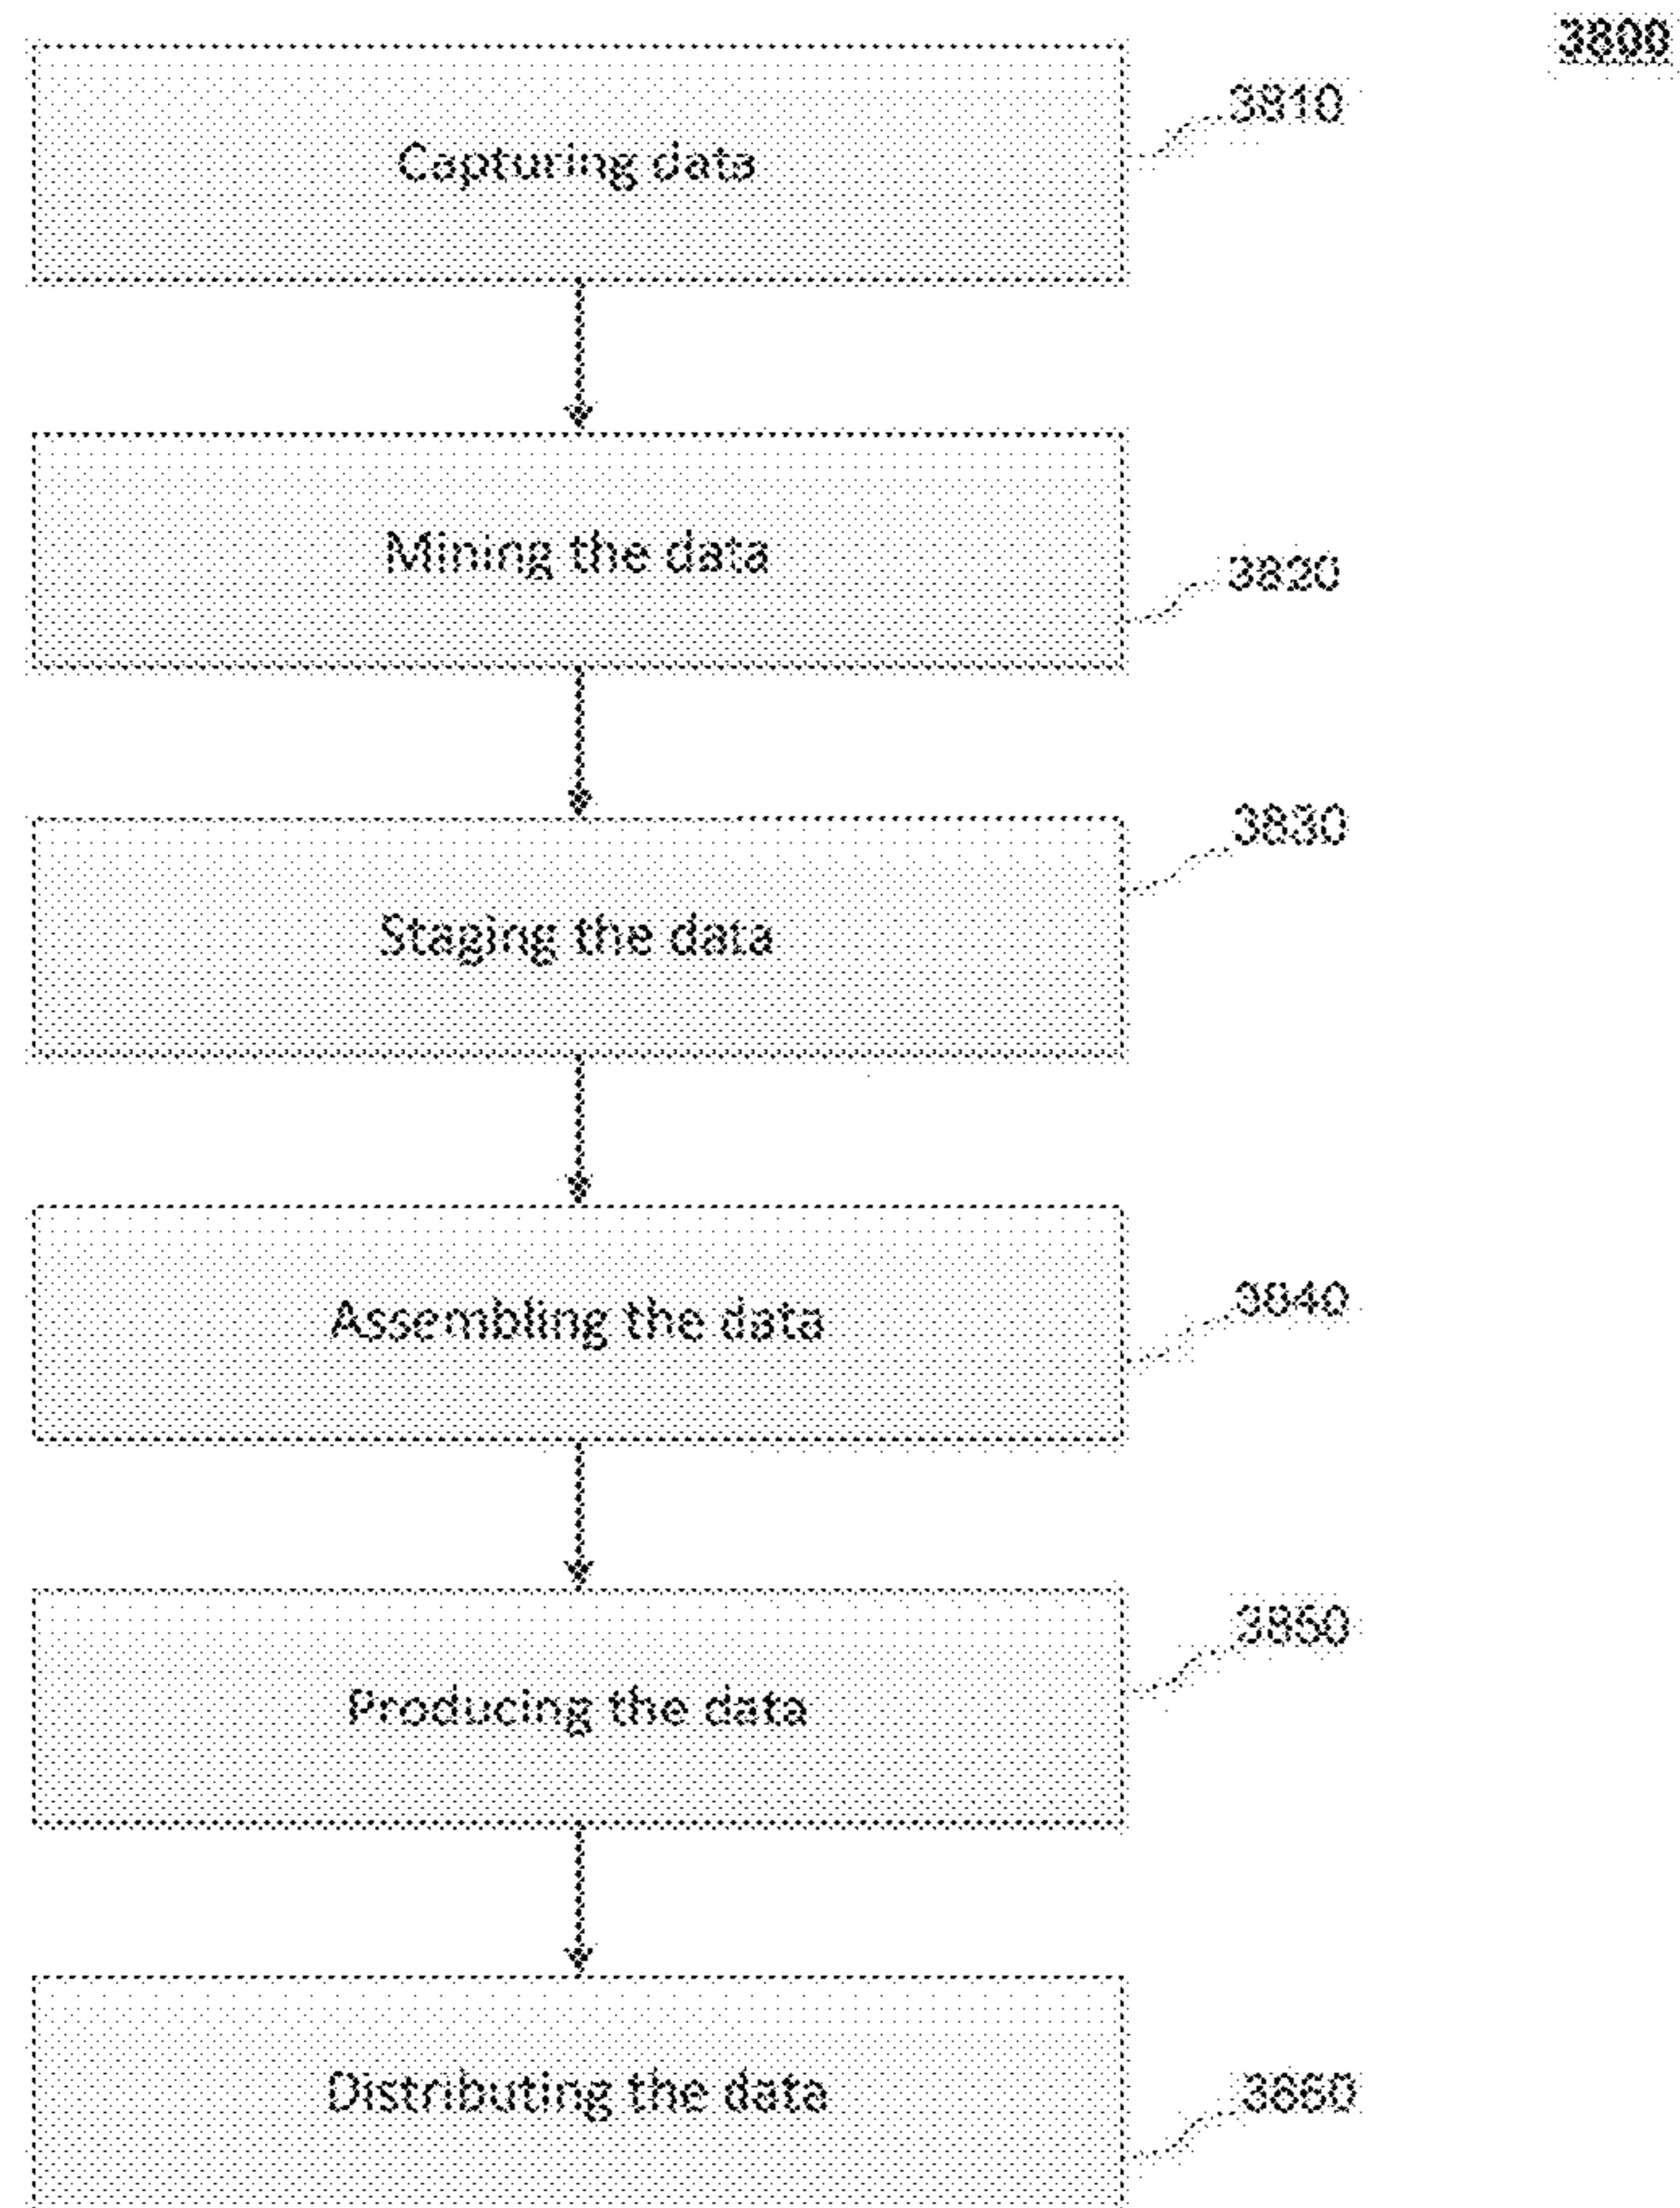 3800
Capturing data
3810
Mining the data
3820
Staging the data
3830
Assembling the data
3840
Producing the data
3850
Distributing the data
3860